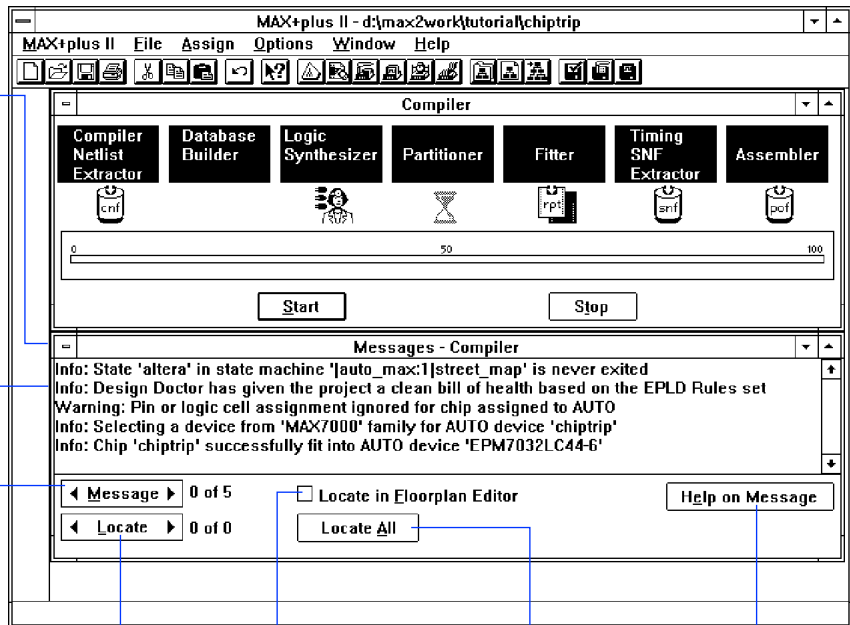 MAX+plus II - d:\max2work\tutorial\chiptrip
MAX+plus II File Assign Options Window Help
Compiler
Compiler Netlist Extractor
Database Builder
Logic Synthesizer
Partitioner
Fitter
Timing SNF Extractor
Assembler
cnf
rpt
snf
pof
0 50 100
Start Stop
Messages - Compiler
Info: State 'altera' in state machine '|auto_max:1|street_map' is never exited
Info: Design Doctor has given the project a clean bill of health based on the EPLD Rules set
Warning: Pin or logic cell assignment ignored for chip assigned to AUTO
Info: Selecting a device from 'MAX7000' family for AUTO device 'chiptrip'
Info: Chip 'chiptrip' successfully fit into AUTO device 'EPM7032LC44-6'
Message 0 of 5 Locate in Floorplan Editor Help on Message
Locate 0 of 0 Locate All